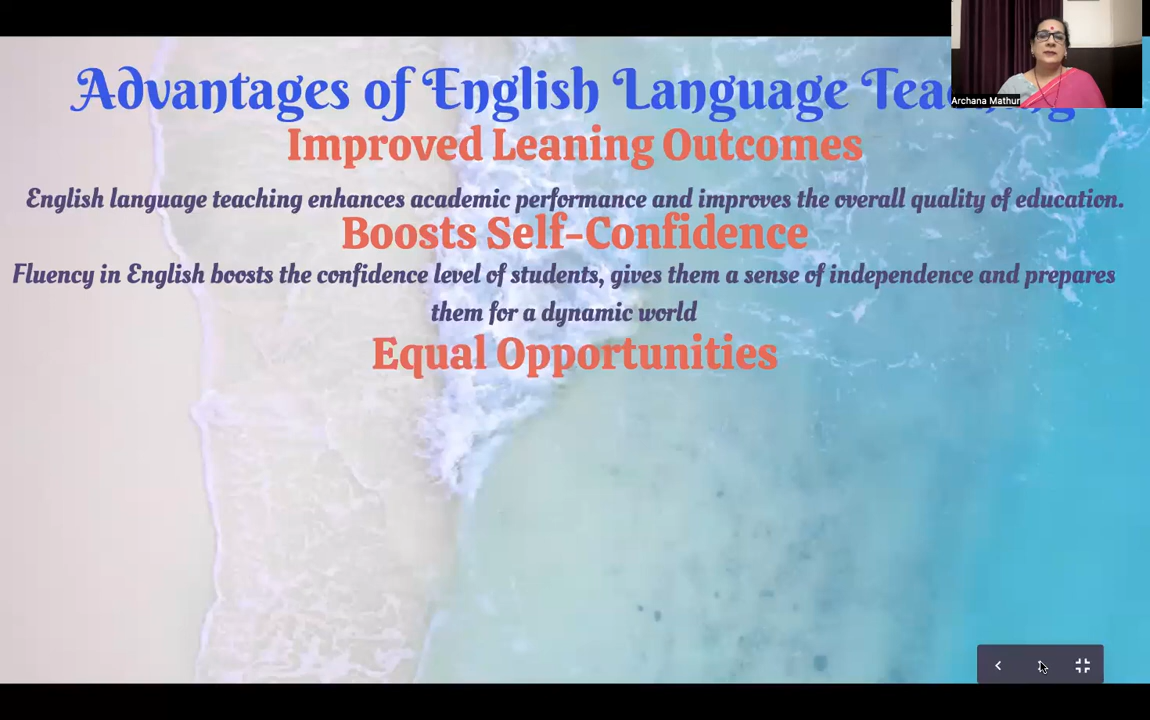 Advantages of English Language
Improved Leaning Outcomes
English language teaching enhances academic performance and improves the overall quality of education.
Boosts Self-Confidence
Fluency in English boosts the confidence level of students, gives them a sense of independence and prepares
them for a dynamic world
Equal Opportunities
Archana Mathur